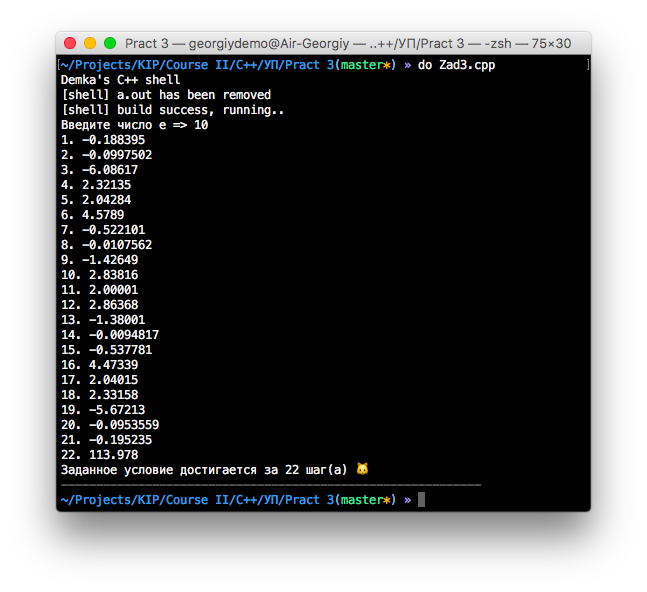 Pract 3 — georgiydemo@Air-Georgiy — ..++/УП/Pract 3 — -zsh — 75×30
[~/Projects/KIP/Course II/C++/УП/Pract 3(master✶) » do Zad3.cpp ]
Demka's C++ shell
[shell] a.out has been removed
[shell] build success, running..
Введите число e => 10
1. -0.188395
2. -0.0997502
3. -6.08617
4. 2.32135
5. 2.04284
6. 4.5789
7. -0.522101
8. -0.0107562
9. -1.42649
10. 2.83816
11. 2.00001
12. 2.86368
13. -1.38001
14. -0.0094817
15. -0.537781
16. 4.47339
17. 2.04015
18. 2.33158
19. -5.67213
20. -0.0953559
21. -0.195235
22. 113.978
Заданное условие достигается за 22 шаг(а) 🐱
~/Projects/KIP/Course II/C++/УП/Pract 3(master✶) »